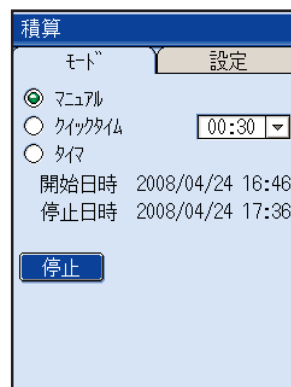 積算
ﾓｰﾄﾞ 設定
ﾏﾆｭｱﾙ
ｸｲｯｸﾀｲﾑ 00:30
ﾀｲﾏ
開始日時 2008/04/24 16:46
停止日時 2008/04/24 17:36
停止